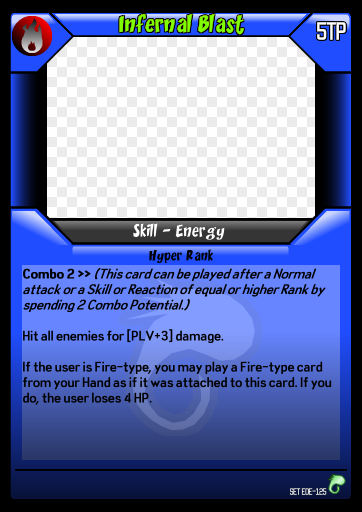 Infernal Blast
5TP
Skill - Energy
Hyper Rank
Combo 2 >> (This card can be played after a Normal
attack or a Skill or Reaction of equal or higher Rank by
spending 2 Combo Potential.)
Hit all enemies for [PLV+3] damage.
If the user is Fire-type, you may play a Fire-type card
from your Hand as if it was attached to this card. If you
do, the user loses 4 HP.
SET EDE-125